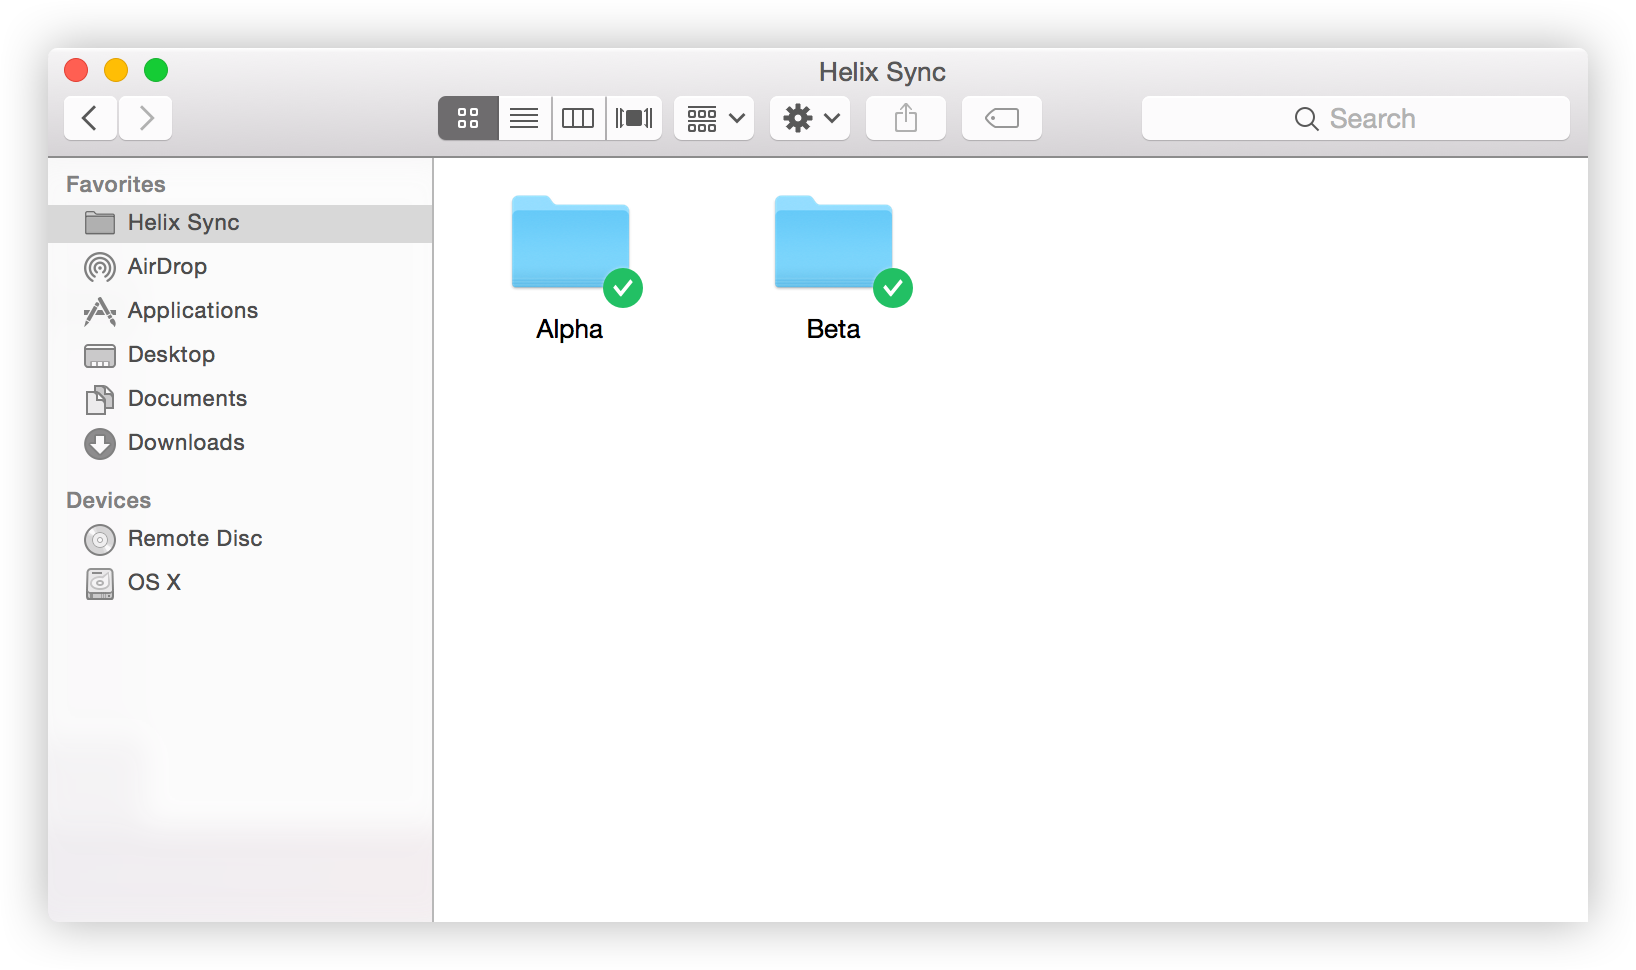 Helix Sync
Search
Favorites
Helix Sync
AirDrop
Applications
Desktop
Documents
Downloads
Devices
Remote Disc
OS X
Alpha
Beta